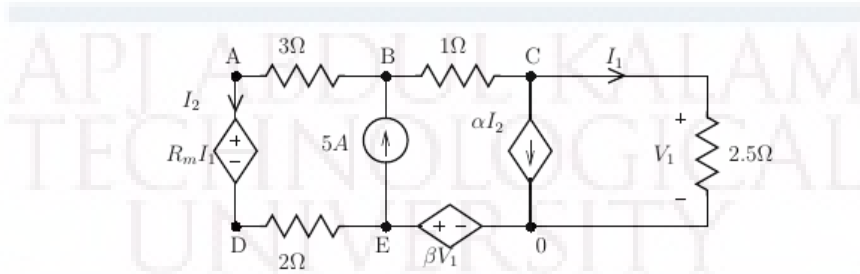 APJ ABDUL KALAM
TECHNOLOGICAL
UNIVERSITY
A 3Ω B 1Ω C I₁
I₂
RₘI₁ + −
5A
αI₂
+ V₁ − 2.5Ω
D 2Ω E + − βV₁ 0